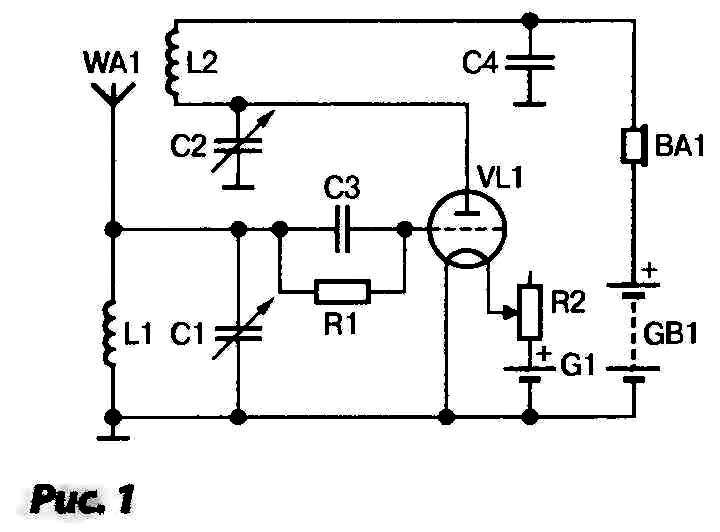 WA1
L2
C4
C2
BA1
VL1
C3
+
R2
L1
C1
R1
+
G1
GB1
Рис. 1